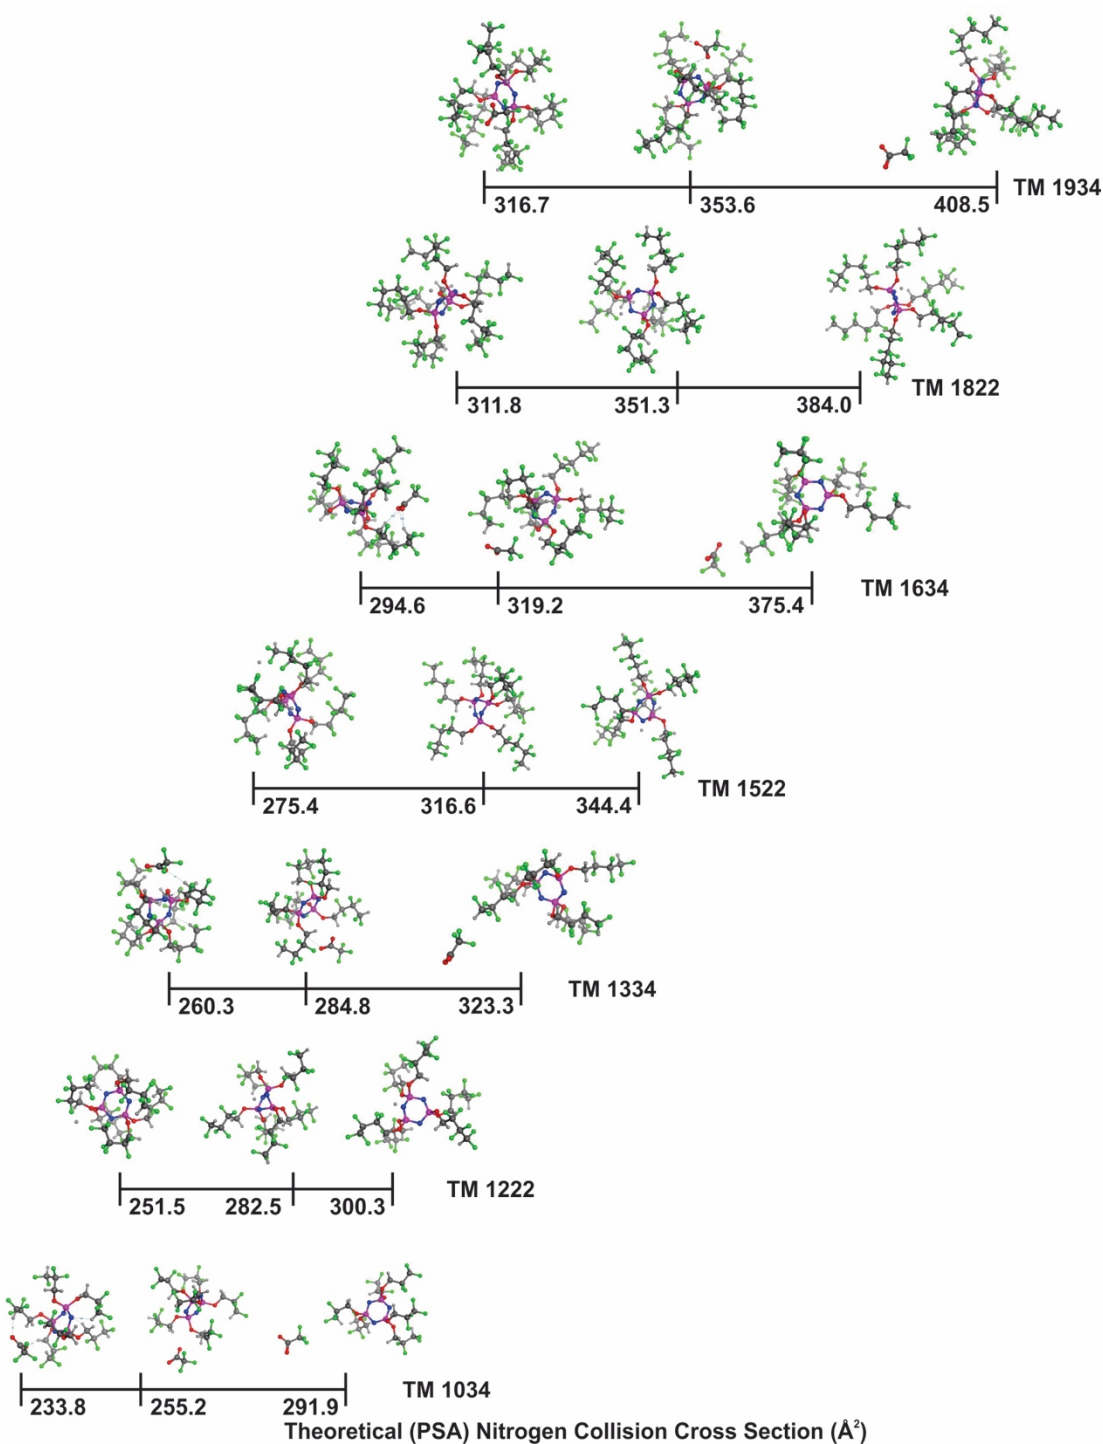 TM 1934
316.7 353.6 408.5
TM 1822
311.8 351.3 384.0
TM 1634
294.6 319.2 375.4
TM 1522
275.4 316.6 344.4
TM 1334
260.3 284.8 323.3
TM 1222
251.5 282.5 300.3
TM 1034
233.8 255.2 291.9
Theoretical (PSA) Nitrogen Collision Cross Section (Å²)